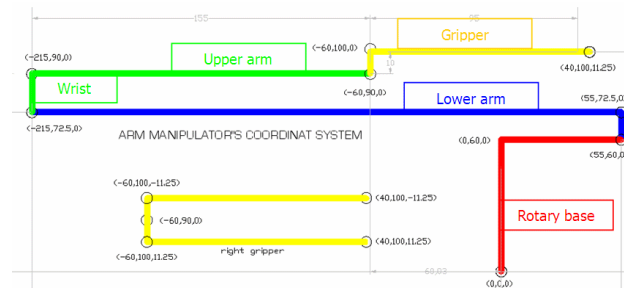 155
95
Gripper
(-60,100,0)
Upper arm
(-215,90,0)
10
(40,100,11.25)
(-60,90,0)
Wrist
Lower arm
(55,72.5,0)
(-215,72.5,0)
ARM MANIPULATOR'S COORDINAT SYSTEM
(0,60,0)
(55,60,0)
(-60,100,-11.25)
(40,100,-11.25)
(-60,90,0)
Rotary base
(-60,100,11.25)
(40,100,11.25)
right gripper
60,03
(0,0,0)